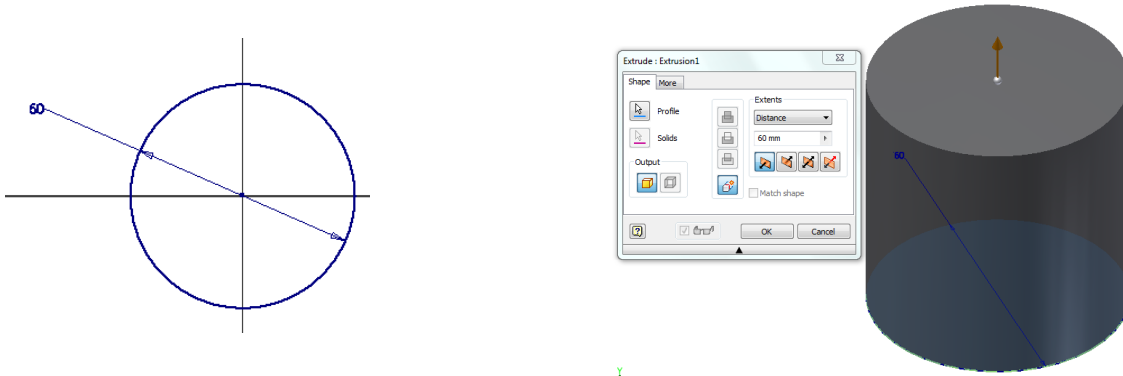 60
Extrude : Extrusion1
Shape More
Profile
Solids
Output
Extents
Distance
60 mm
Match shape
OK Cancel
60
Y